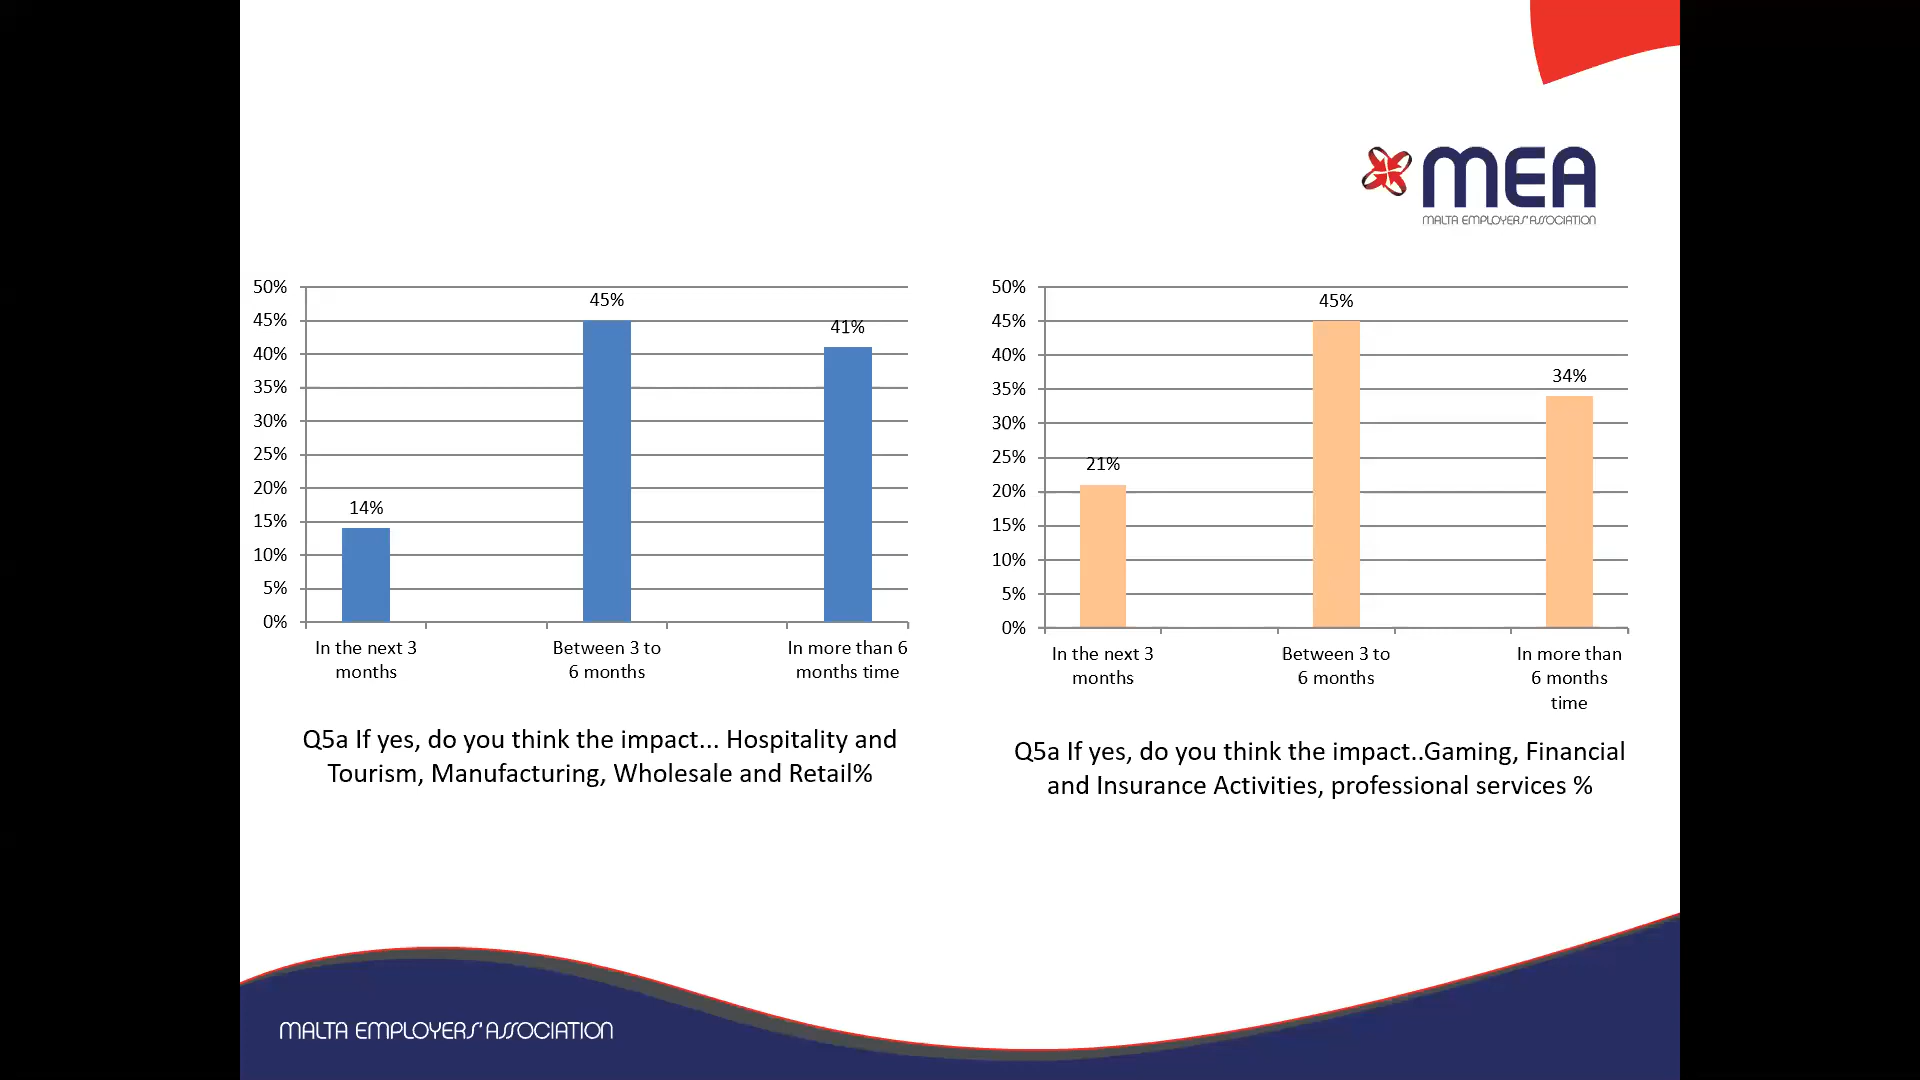 MEA
MALTA EMPLOYERS' ASSOCIATION
50%
45%
40%
35%
30%
25%
20%
15%
10%
5%
0%
14%
45%
41%
In the next 3
months
Between 3 to
6 months
In more than 6
months time
Q5a If yes, do you think the impact... Hospitality and
Tourism, Manufacturing, Wholesale and Retail%
50%
45%
40%
35%
30%
25%
20%
15%
10%
5%
0%
21%
45%
34%
In the next 3
months
Between 3 to
6 months
In more than
6 months
time
Q5a If yes, do you think the impact..Gaming, Financial
and Insurance Activities, professional services %
MALTA EMPLOYERS' ASSOCIATION